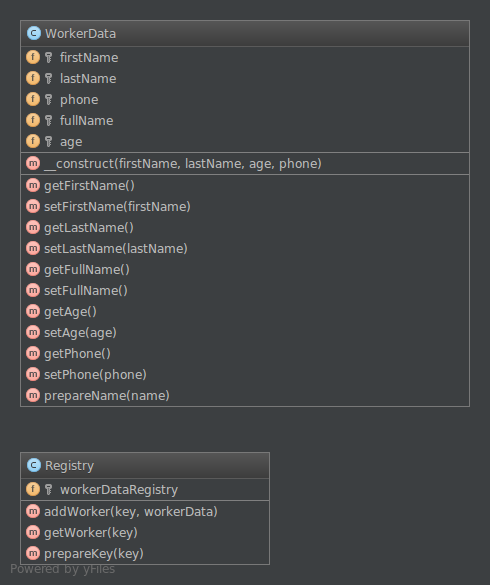 WorkerData
firstName
lastName
phone
fullName
age
__construct(firstName, lastName, age, phone)
getFirstName()
setFirstName(firstName)
getLastName()
setLastName(lastName)
getFullName()
setFullName()
getAge()
setAge(age)
getPhone()
setPhone(phone)
prepareName(name)
Registry
workerDataRegistry
addWorker(key, workerData)
getWorker(key)
prepareKey(key)
Powered by yFiles